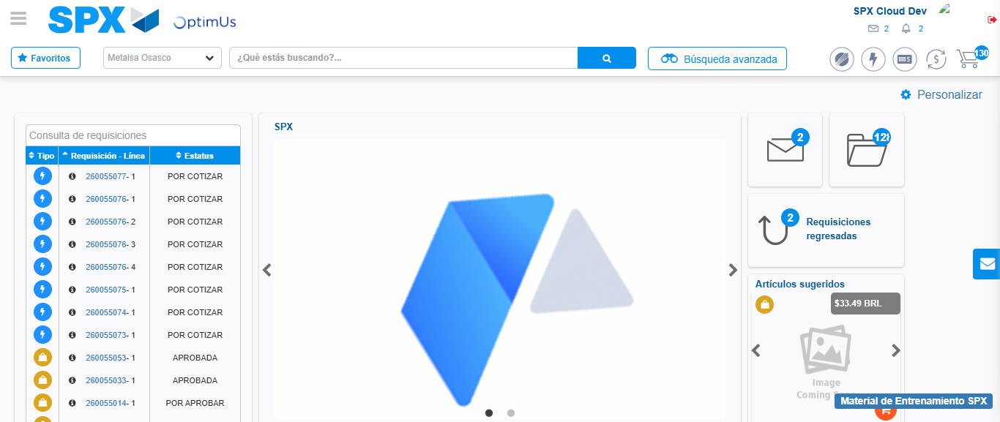 SPX
OptimUs
SPX Cloud Dev
2
2
Favoritos
Metalsa Osasco
¿Qué estás buscando?...
Búsqueda avanzada
130
Personalizar
Consulta de requisiciones
Tipo Requisición - Línea Estatus
260055077- 1 POR COTIZAR
260055076- 1 POR COTIZAR
260055076- 2 POR COTIZAR
260055076- 3 POR COTIZAR
260055076- 4 POR COTIZAR
260055075- 1 POR COTIZAR
260055074- 1 POR COTIZAR
260055073- 1 POR COTIZAR
260055053- 1 APROBADA
260055033- 1 APROBADA
260055014- 1 POR APROBAR
SPX
2
2
Requisiciones
regresadas
Artículos sugeridos
$33.49 BRL
Image
Coming
Material de Entrenamiento SPX